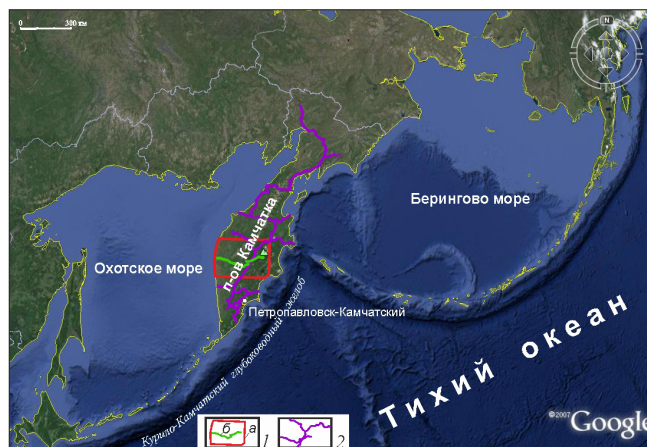 0 300 км
N
Берингово море
Охотское море
п-ов Камчатка
Петропавловск-Камчатский
Курило-Камчатский глубоководный желоб
Тихий океан
б а 1 2
©2007 Google